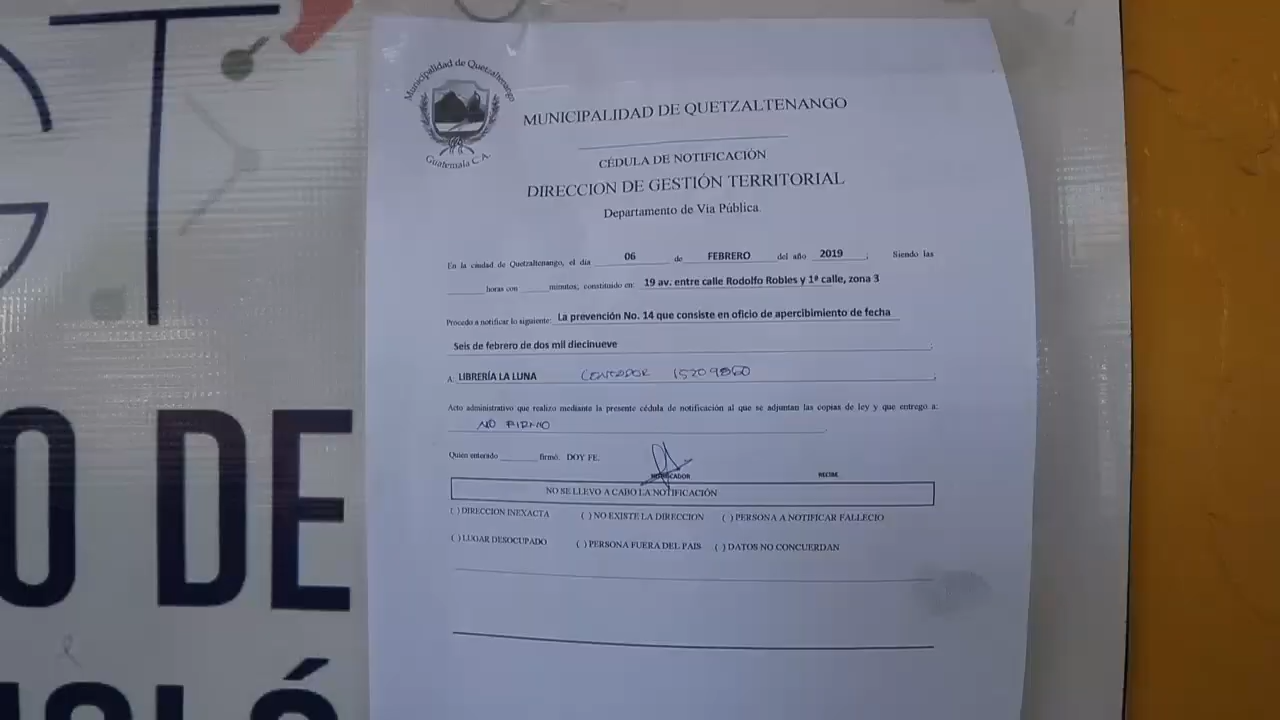 Municipalidad de Quetzaltenango
Guatemala C.A.
MUNICIPALIDAD DE QUETZALTENANGO
CÉDULA DE NOTIFICACIÓN
DIRECCION DE GESTIÓN TERRITORIAL
Departamento de Vía Pública.
En la ciudad de Quetzaltenango, el día 06 de FEBRERO del año 2019, Siendo las
horas con minutos, constituido en: 19 av. entre calle Rodolfo Robles y 1ª calle, zona 3
Procedo a notificar lo siguiente: La prevención No. 14 que consiste en oficio de apercibimiento de fecha
Seis de febrero de dos mil diecinueve
A. LIBRERÍA LA LUNA CONTADOR
Acto administrativo que realizo mediante la presente cédula de notificación al que se adjuntan las copias de ley y que entrego a:
NO FIRMO
Quien enterado firmó. DOY FE.
NOTIFICADOR RECIBE
NO SE LLEVO A CABO LA NOTIFICACIÓN
( ) DIRECCION INEXACTA ( ) NO EXISTE LA DIRECCION ( ) PERSONA A NOTIFICAR FALLECIO
( ) LUGAR DESOCUPADO ( ) PERSONA FUERA DEL PAIS ( ) DATOS NO CONCUERDAN
O DE